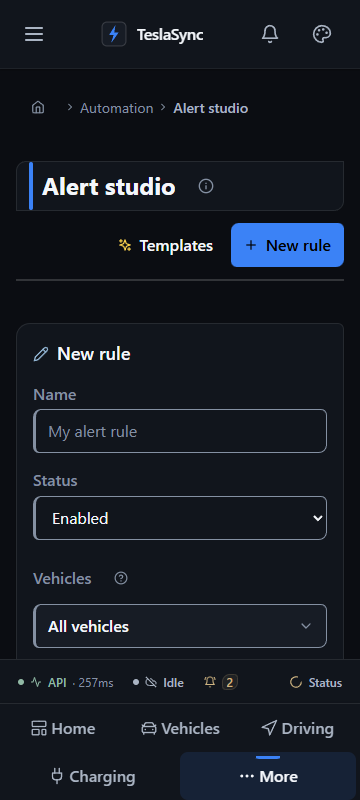 TeslaSync
Automation
Alert studio
Alert studio
Templates
New rule
New rule
Name
My alert rule
Status
Enabled
Vehicles
All vehicles
API · 257ms
Idle
2
Status
Home
Vehicles
Driving
Charging
More